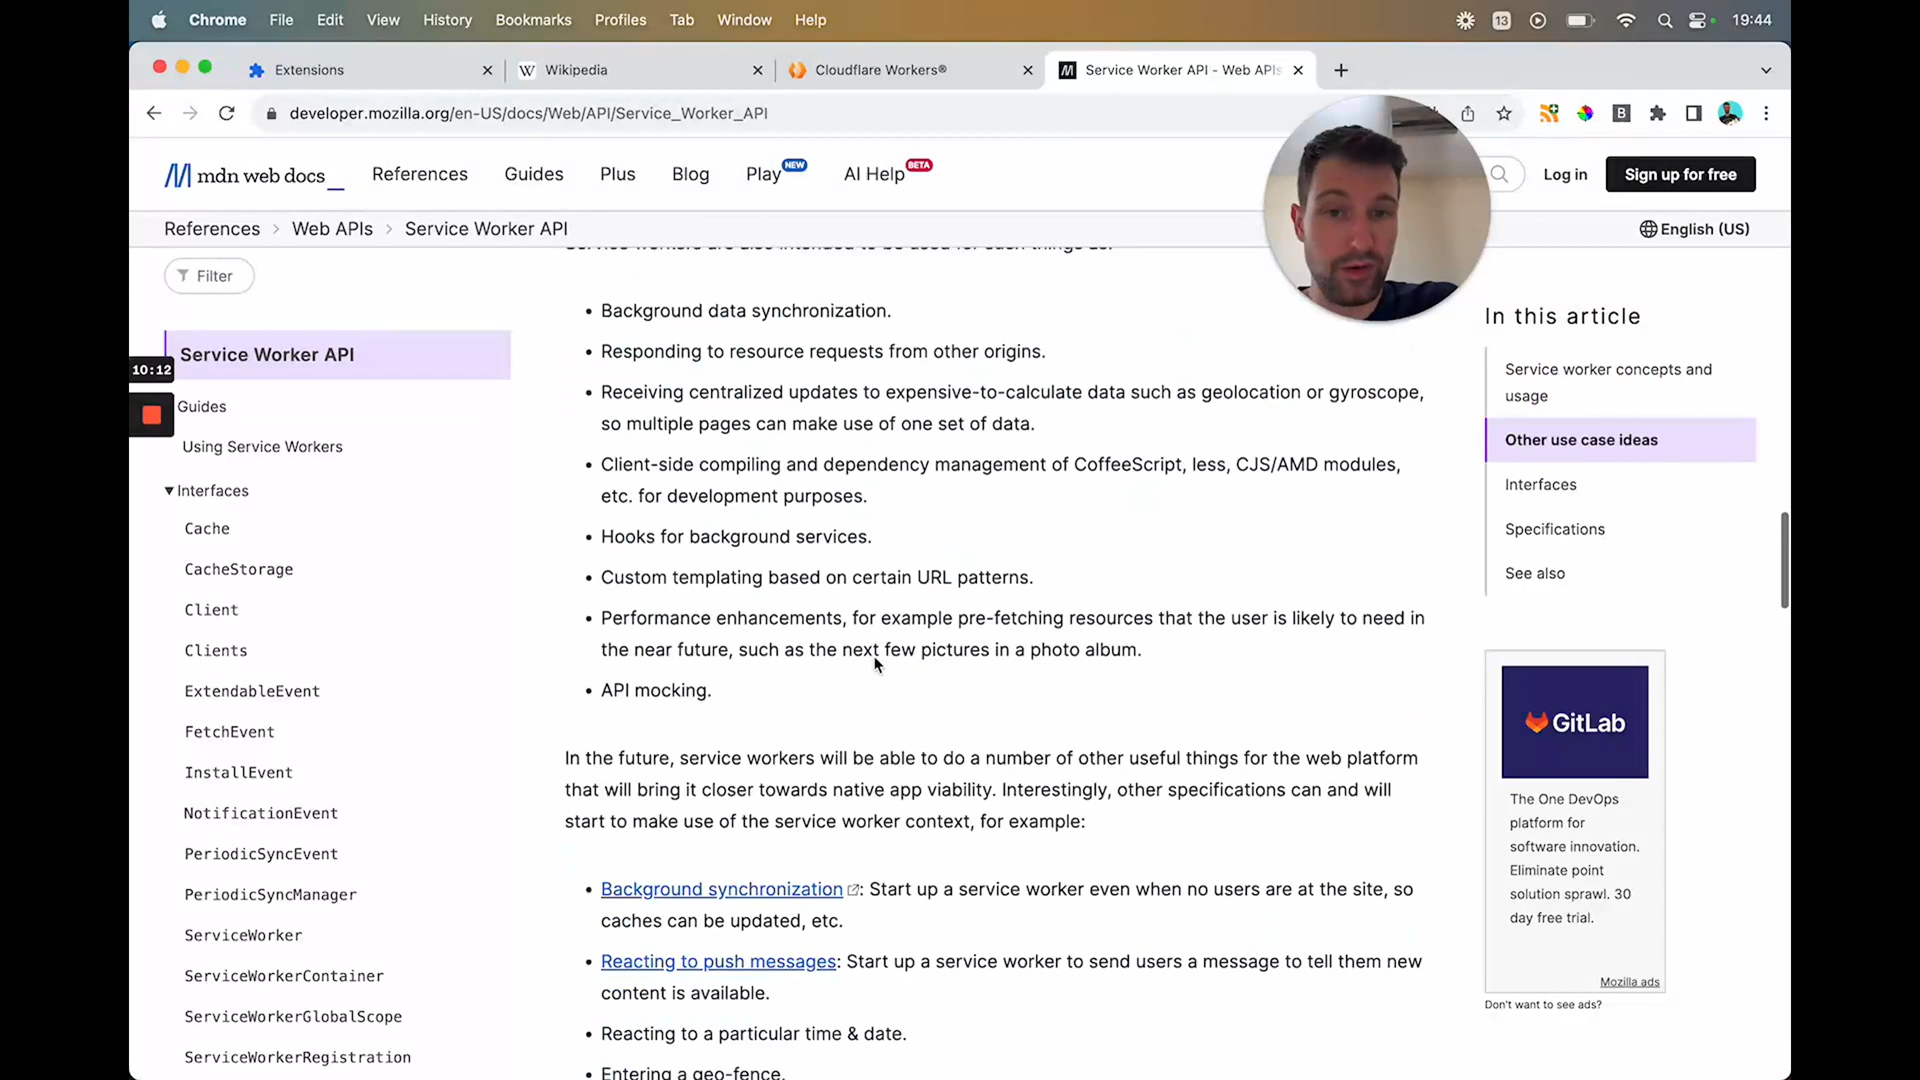 Chrome File Edit View History Bookmarks Profiles Tab Window Help 13 19:44
Extensions Wikipedia Cloudflare Workers® Service Worker API - Web APIs
developer.mozilla.org/en-US/docs/Web/API/Service_Worker_API B
mdn web docs_ References Guides Plus Blog Play NEW AI Help BETA Log in Sign up for free
References > Web APIs > Service Worker API English (US)
Filter
Service Worker API
10:12
Guides
Using Service Workers
▼ Interfaces
Cache
CacheStorage
Client
Clients
ExtendableEvent
FetchEvent
InstallEvent
NotificationEvent
PeriodicSyncEvent
PeriodicSyncManager
ServiceWorker
ServiceWorkerContainer
ServiceWorkerGlobalScope
ServiceWorkerRegistration
Service workers are also intended to be used for such things as:
• Background data synchronization.
• Responding to resource requests from other origins.
• Receiving centralized updates to expensive-to-calculate data such as geolocation or gyroscope,
so multiple pages can make use of one set of data.
• Client-side compiling and dependency management of CoffeeScript, less, CJS/AMD modules,
etc. for development purposes.
• Hooks for background services.
• Custom templating based on certain URL patterns.
• Performance enhancements, for example pre-fetching resources that the user is likely to need in
the near future, such as the next few pictures in a photo album.
• API mocking.
In the future, service workers will be able to do a number of other useful things for the web platform
that will bring it closer towards native app viability. Interestingly, other specifications can and will
start to make use of the service worker context, for example:
• Background synchronization: Start up a service worker even when no users are at the site, so
caches can be updated, etc.
• Reacting to push messages: Start up a service worker to send users a message to tell them new
content is available.
• Reacting to a particular time & date.
• Entering a geo-fence.
In this article
Service worker concepts and
usage
Other use case ideas
Interfaces
Specifications
See also
GitLab
The One DevOps
platform for
software innovation.
Eliminate point
solution sprawl. 30
day free trial.
Mozilla ads
Don't want to see ads?